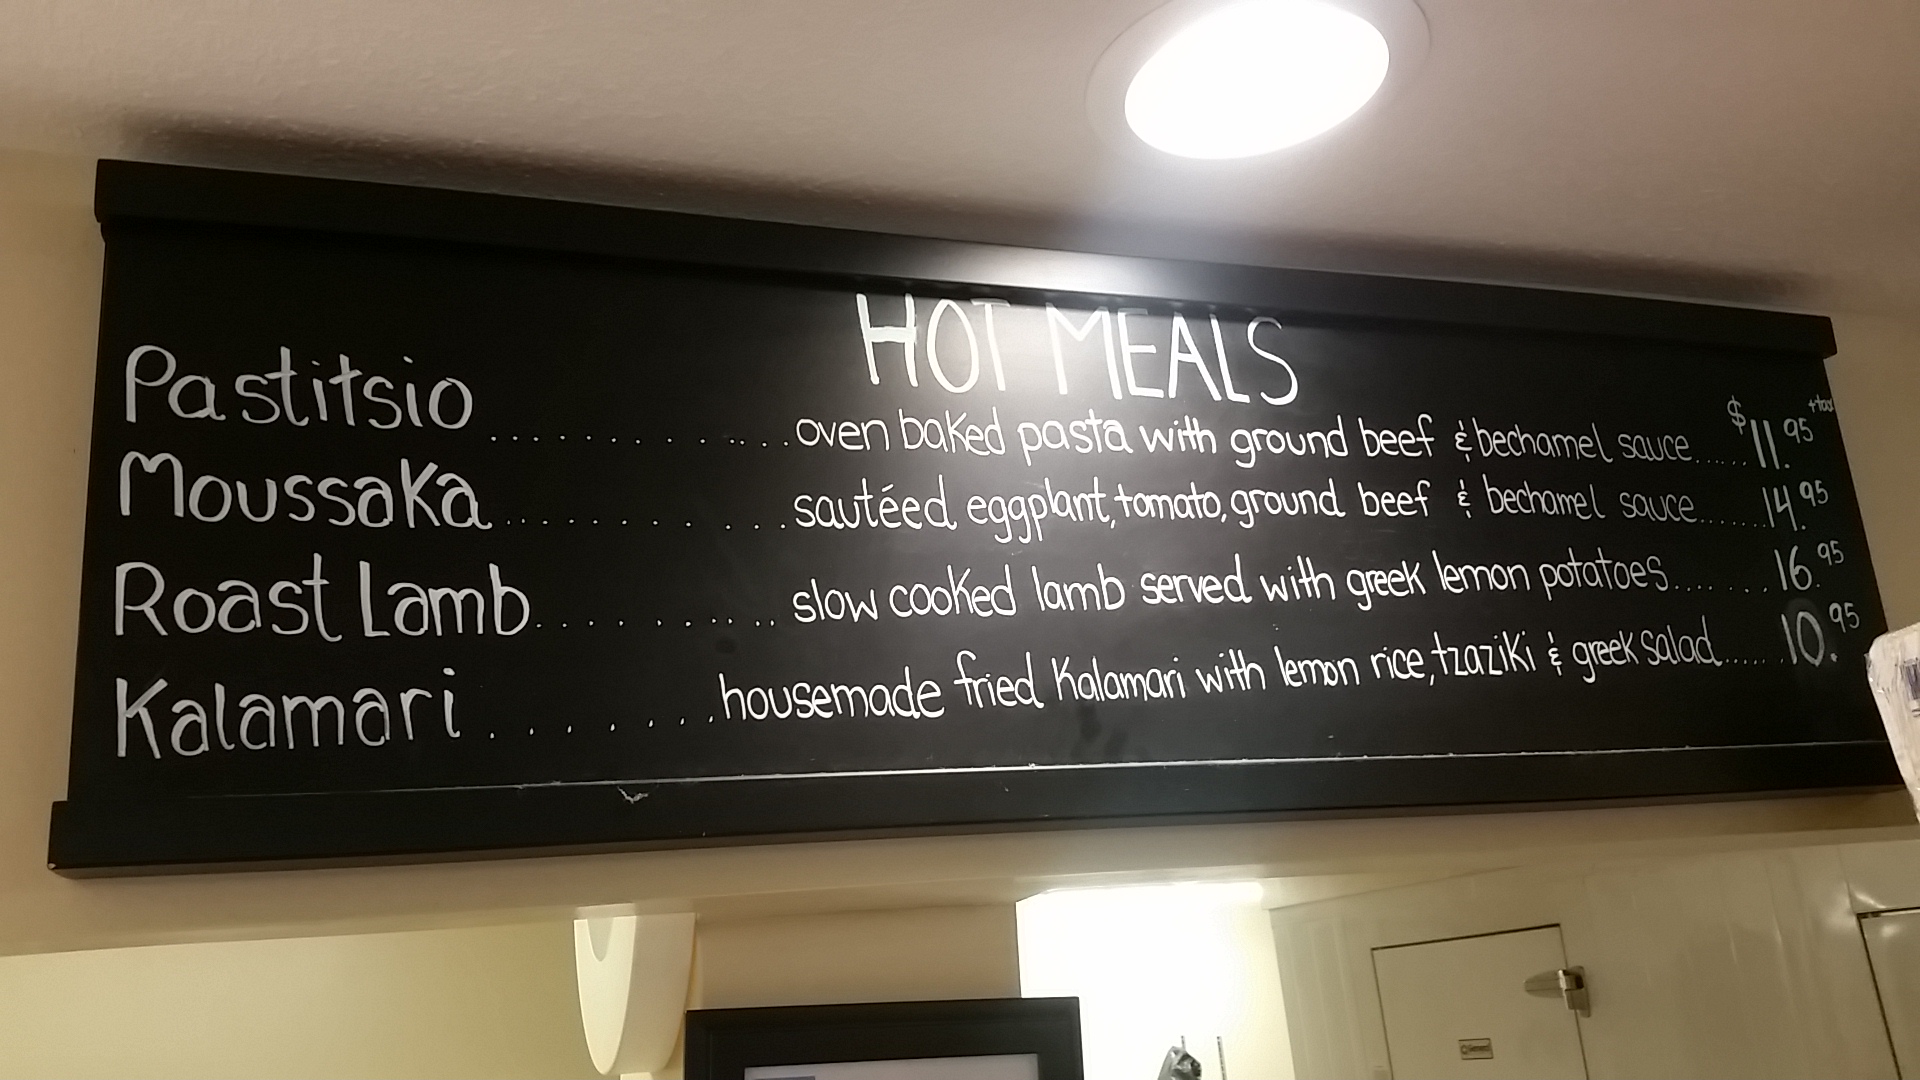 HOT MEALS
Pastitsio ............oven baked pasta with ground beef & bechamel sauce......$11.95 +tax
Moussaka ............sautéed eggplant, tomato, ground beef & bechamel sauce.......14.95
Roast Lamb..........slow cooked lamb served with greek lemon potatoes.......16.95
Kalamari .......housemade fried Kalamari with lemon rice, tzaziki & greek salad......10.95